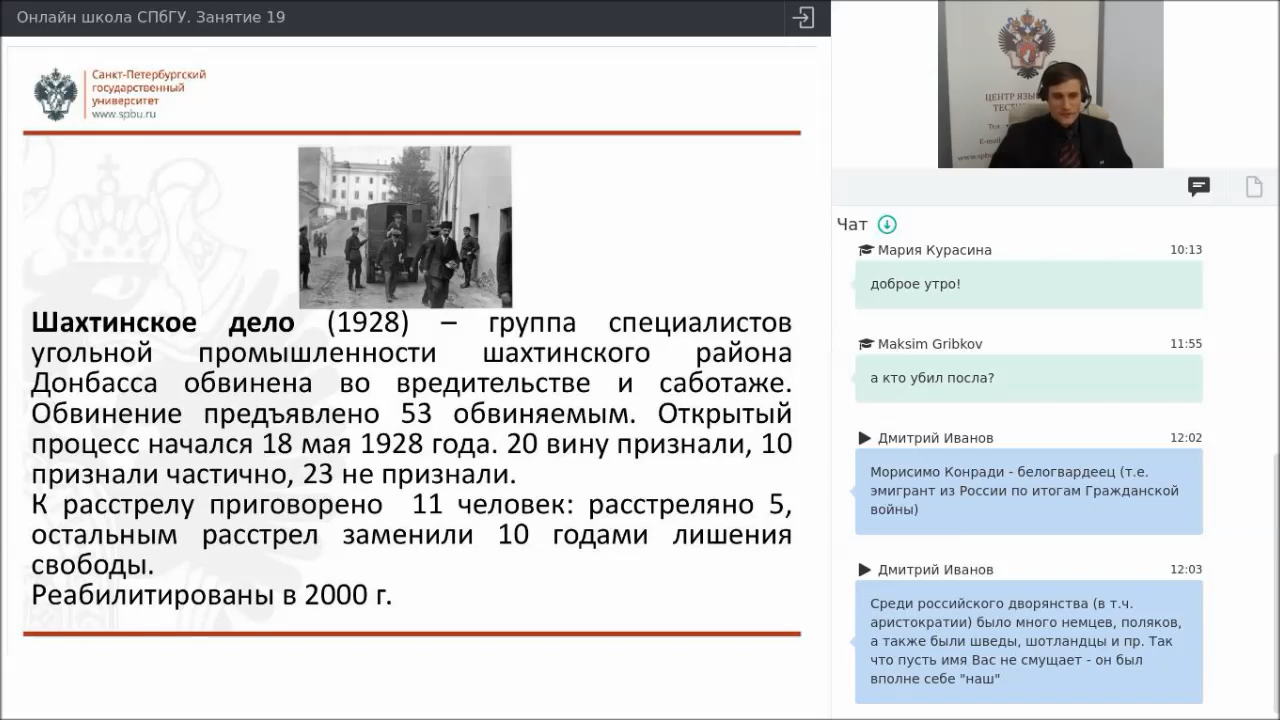 Онлайн школа СПбГУ. Занятие 19
Санкт-Петербургский
государственный
университет
www.spbu.ru
Шахтинское дело (1928) – группа специалистов
угольной промышленности шахтинского района
Донбасса обвинена во вредительстве и саботаже.
Обвинение предъявлено 53 обвиняемым. Открытый
процесс начался 18 мая 1928 года. 20 вину признали, 10
признали частично, 23 не признали.
К расстрелу приговорено 11 человек: расстреляно 5,
остальным расстрел заменили 10 годами лишения
свободы.
Реабилитированы в 2000 г.
ЦЕНТР
Чат
Мария Курасина 10:13
доброе утро!
Maksim Gribkov 11:55
а кто убил посла?
Дмитрий Иванов 12:02
Морисимо Конради - белогвардеец (т.е.
эмигрант из России по итогам Гражданской
войны)
Дмитрий Иванов 12:03
Среди российского дворянства (в т.ч.
аристократии) было много немцев, поляков,
а также были шведы, шотландцы и пр. Так
что пусть имя Вас не смущает - он был
вполне себе "наш"